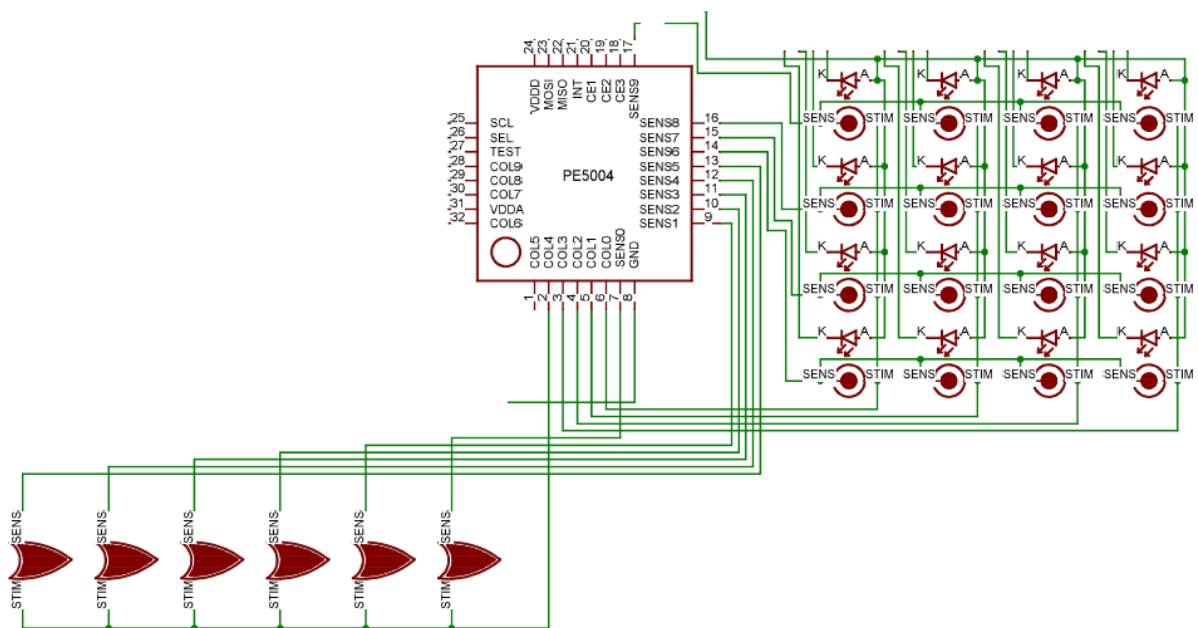 24 23 22 21 20 19 18 17
VDDD MOSI MISO INT CE1 CE2 CE3 SENS9
25 SCL
26 SEL
27 TEST
28 COL9
29 COL8
30 COL7
31 VDDA
32 COL6
PE5004
SENS8 16
SENS7 15
SENS6 14
SENS5 13
SENS4 12
SENS3 11
SENS2 10
SENS1 9
COL5 COL4 COL3 COL2 COL1 COL0 SENS0 GND
1 2 3 4 5 6 7 8
K A K A K A K A
SENS STIM SENS STIM SENS STIM SENS STIM
K A K A K A K A
SENS STIM SENS STIM SENS STIM SENS STIM
K A K A K A K A
SENS STIM SENS STIM SENS STIM SENS STIM
K A K A K A K A
SENS STIM SENS STIM SENS STIM SENS STIM
SENS SENS SENS SENS SENS SENS
STIM STIM STIM STIM STIM STIM